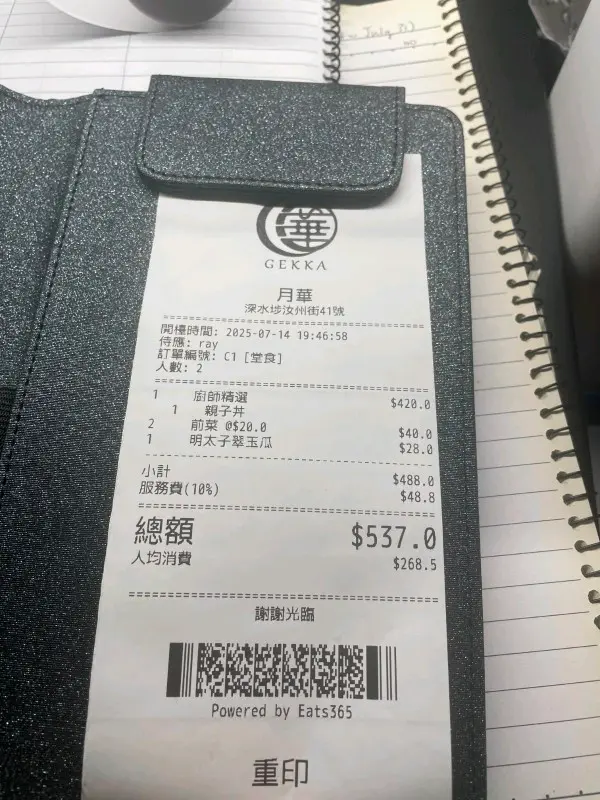 華
GEKKA
月華
深水埗汝州街41號
開檯時間: 2025-07-14 19:46:58
侍應: ray
訂單編號: C1 [堂食]
人數: 2
1 廚師精選 $420.0
1 親子丼
2 前菜 @$20.0 $40.0
1 明太子翠玉瓜 $28.0
小計 $488.0
服務費(10%) $48.8
總額 $537.0
人均消費 $268.5
謝謝光臨
Powered by Eats365
重印